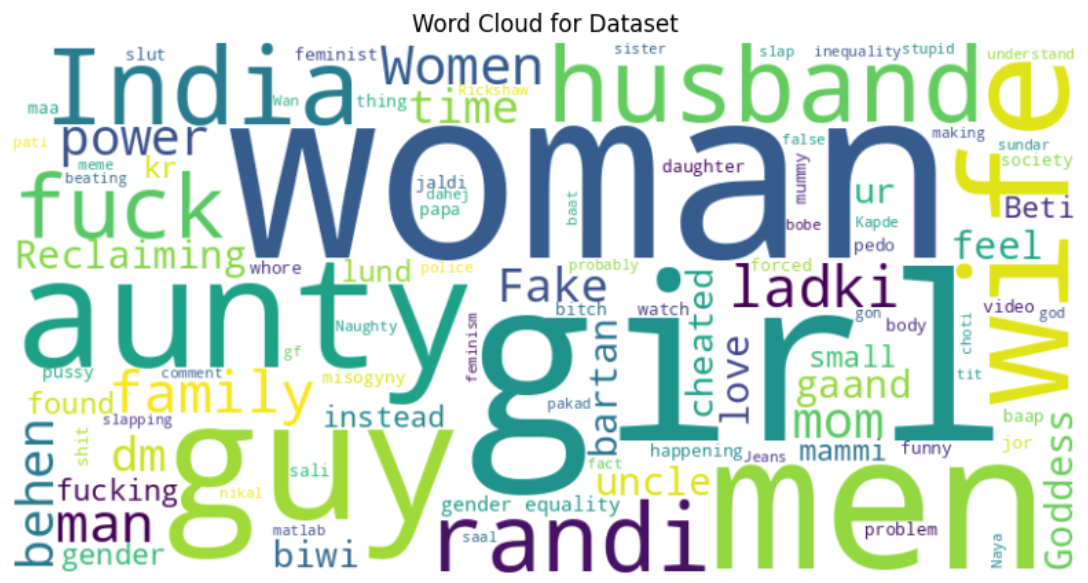 Word Cloud for Dataset
slut
feminist
Women
sister
slap
inequality
stupid
understand
India
husband
wife
maa
Wan
thing
Rickshaw
time
pati
power
woman
false
making
sundar
society
meme
beating
kr
jaldi
dahej
papa
baat
daughter
mummy
bobe
ur
Kapde
Beti
fuck
Reclaiming
whore
lund
police
probably
forced
pedo
feel
aunty
Fake
ladki
Naughty
bitch
watch
cheated
gon
body
video
god
pussy
comment
gf
misogyny
feminism
girl
bartan
love
small
gaand
mom
choti
tit
found
family
slapping
instead
pakad
baap
Goddess
behen
shit
dm
guy
sali
nikal
fact
happening
Jeans
mammi
funny
jor
fucking
uncle
men
man
gender equality
matlab
randi
saal
problem
gender
biwi
Naya